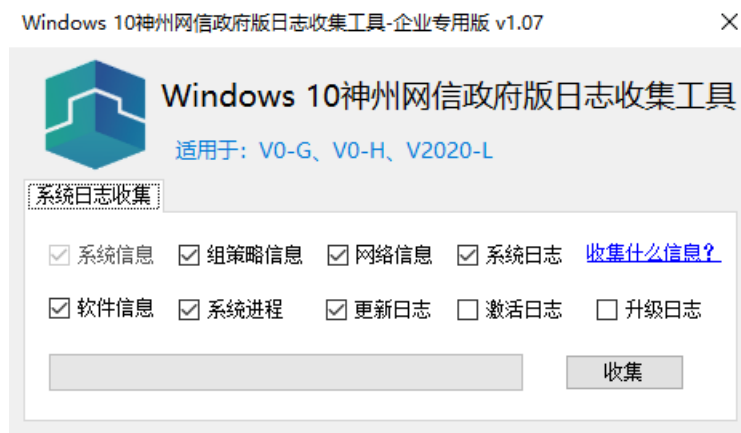 Windows 10神州网信政府版日志收集工具-企业专用版 v1.07
Windows 10神州网信政府版日志收集工具
适用于：V0-G、V0-H、V2020-L
系统日志收集
系统信息 组策略信息 网络信息 系统日志 收集什么信息?
软件信息 系统进程 更新日志 激活日志 升级日志
收集